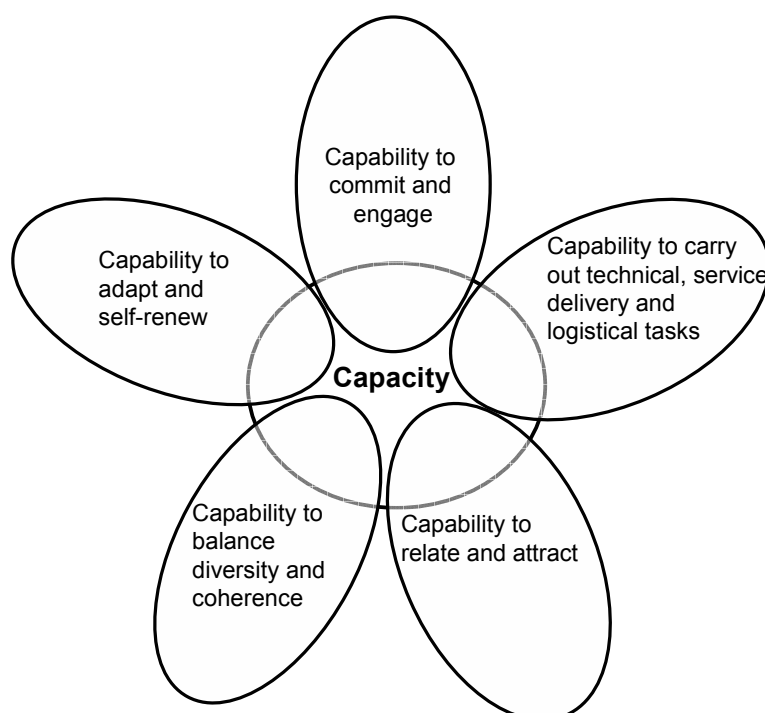 Capability to
commit and
engage
Capability to
adapt and
self-renew
Capability to carry
out technical, service
delivery and
logistical tasks
Capacity
Capability to
balance
diversity and
coherence
Capability to
relate and attract